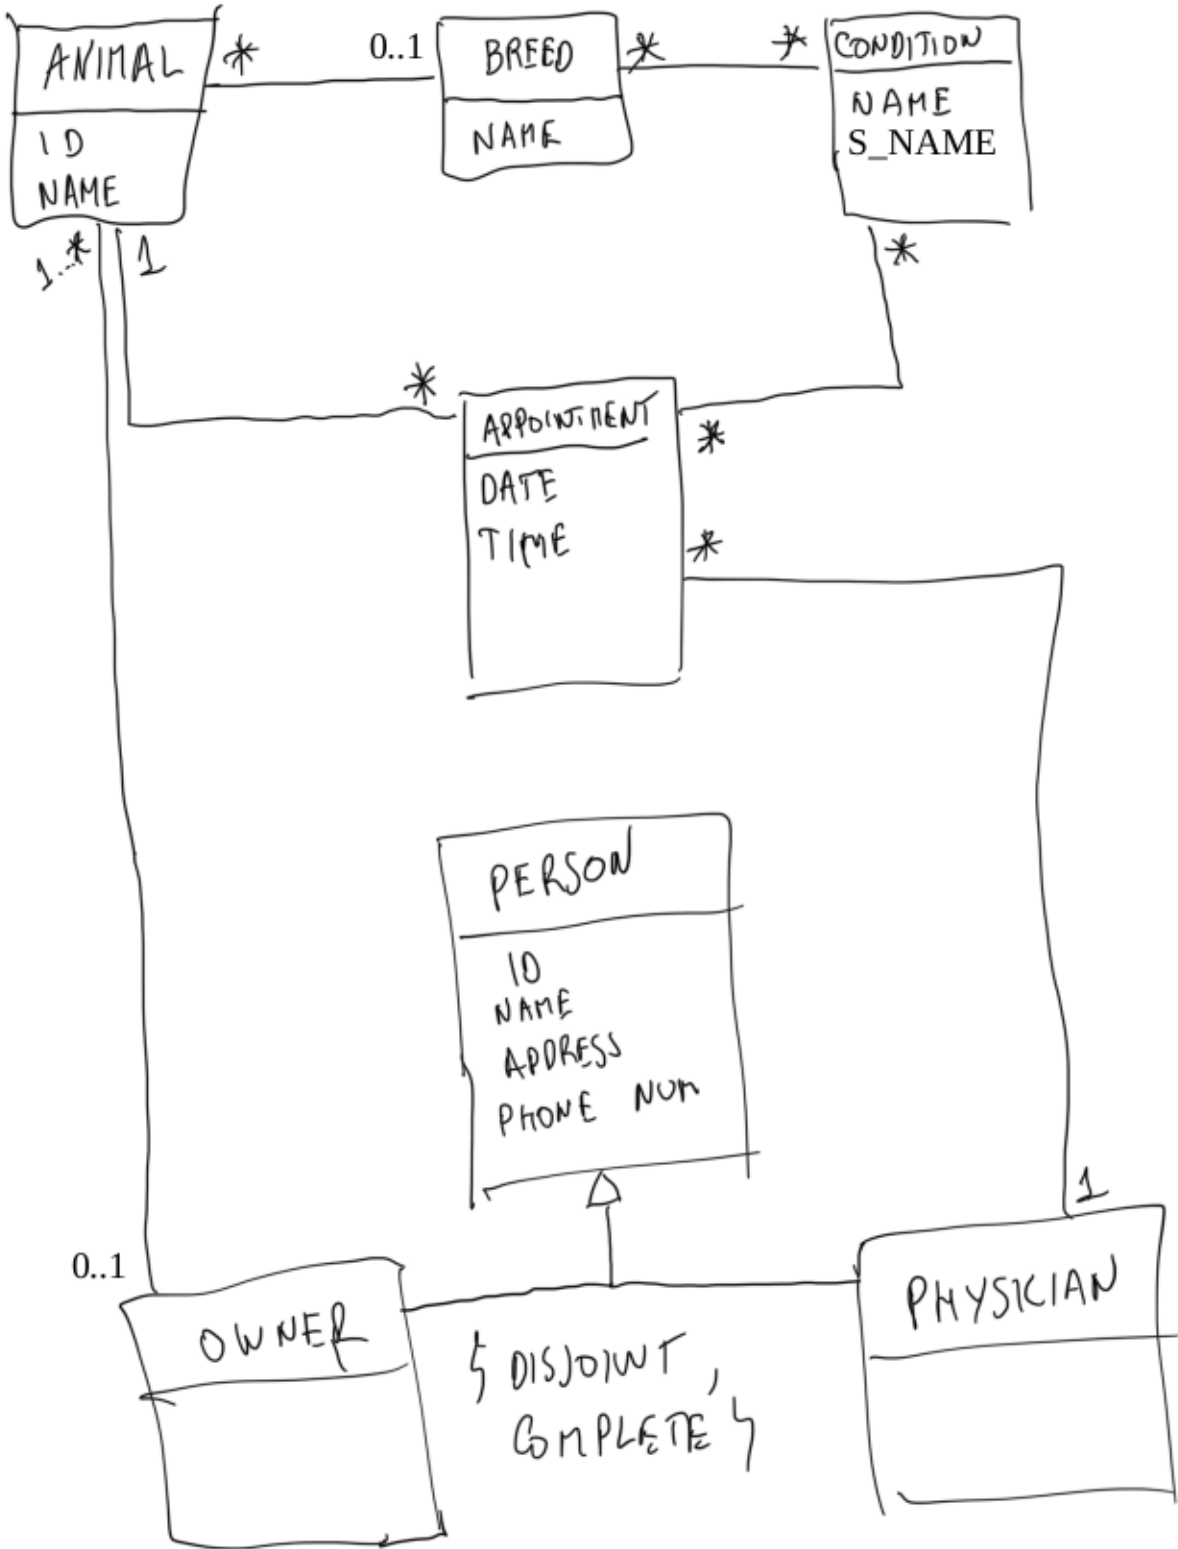 ANIMAL
ID
NAME
*
0..1
BREED
NAME
*
*
CONDITION
NAME
S_NAME
1..*
1
*
*
APPOINTMENT
DATE
TIME
*
*
PERSON
ID
NAME
ADDRESS
PHONE NUM
0..1
1
OWNER
PHYSICIAN
{ DISJOINT,
COMPLETE }